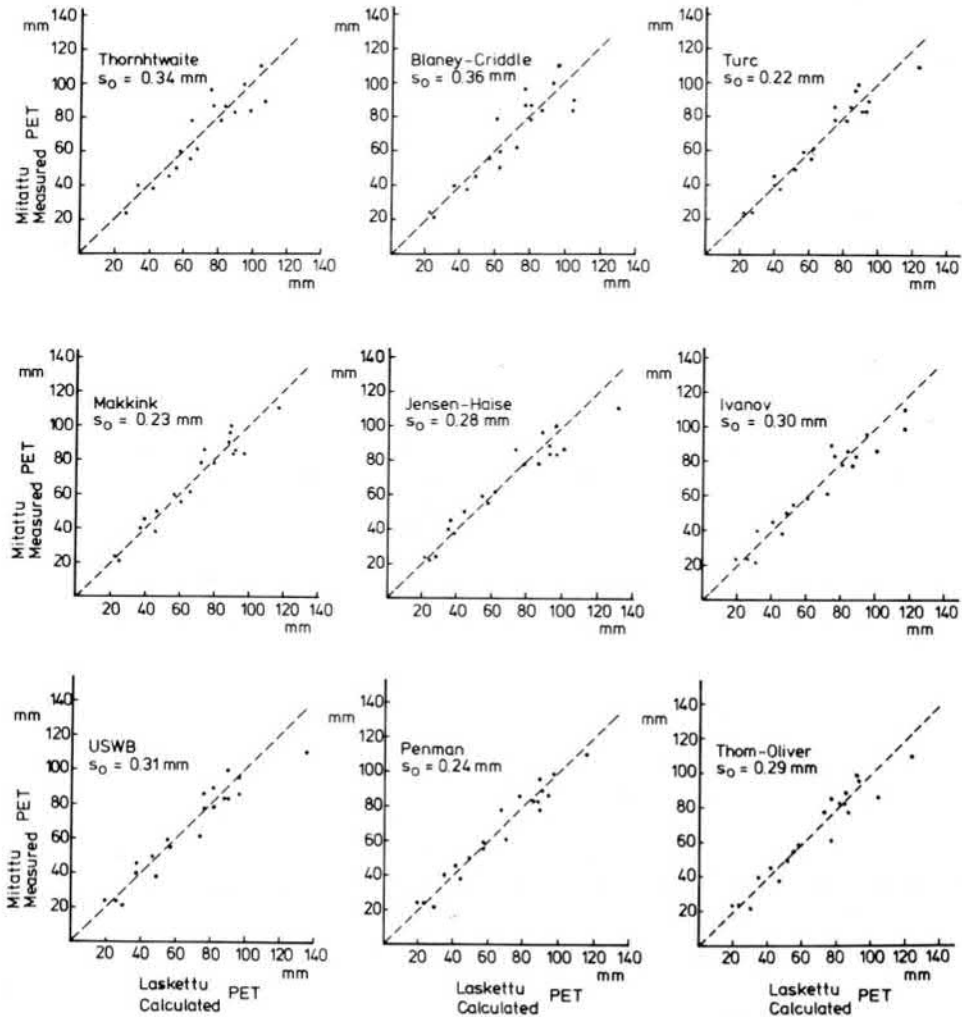 mm
140
120
100
80
60
40
20
Thornhtwaite
s₀ = 0.34 mm
Mitattu
Measured PET
20 40 60 80 100 120 140
mm
mm
140
120
100
80
60
40
20
Blaney-Criddle
s₀ = 0.36 mm
20 40 60 80 100 120 140
mm
mm
140
120
100
80
60
40
20
Turc
s₀ = 0.22 mm
20 40 60 80 100 120 140
mm
mm
140
120
100
80
60
40
20
Makkink
s₀ = 0.23 mm
Mitattu
Measured PET
20 40 60 80 100 120 140
mm
mm
140
120
100
80
60
40
20
Jensen-Haise
s₀ = 0.28 mm
20 40 60 80 100 120 140
mm
mm
140
120
100
80
60
40
20
Ivanov
s₀ = 0.30 mm
20 40 60 80 100 120 140
mm
mm
140
120
100
80
60
40
20
USWB
s₀ = 0.31 mm
Mitattu
Measured PET
20 40 60 80 100 120 140
mm
Laskettu
Calculated PET
mm
140
120
100
80
60
40
20
Penman
s₀ = 0.24 mm
20 40 60 80 100 120 140
mm
Laskettu
Calculated PET
mm
140
120
100
80
60
40
20
Thom-Oliver
s₀ = 0.29 mm
20 40 60 80 100 120 140
mm
Laskettu
Calculated PET